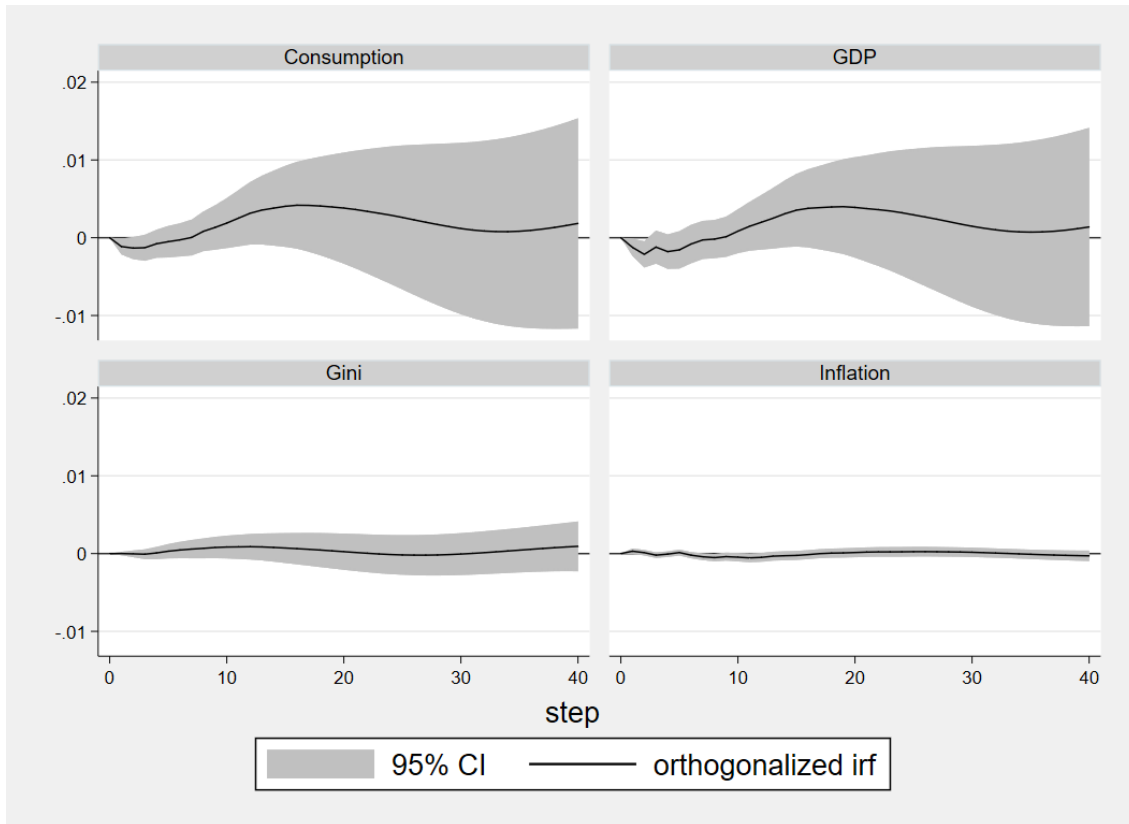 Consumption
GDP
.02
.01
0
-.01
Gini
Inflation
.02
.01
0
-.01
0 10 20 30 40
0 10 20 30 40
step
95% CI
orthogonalized irf